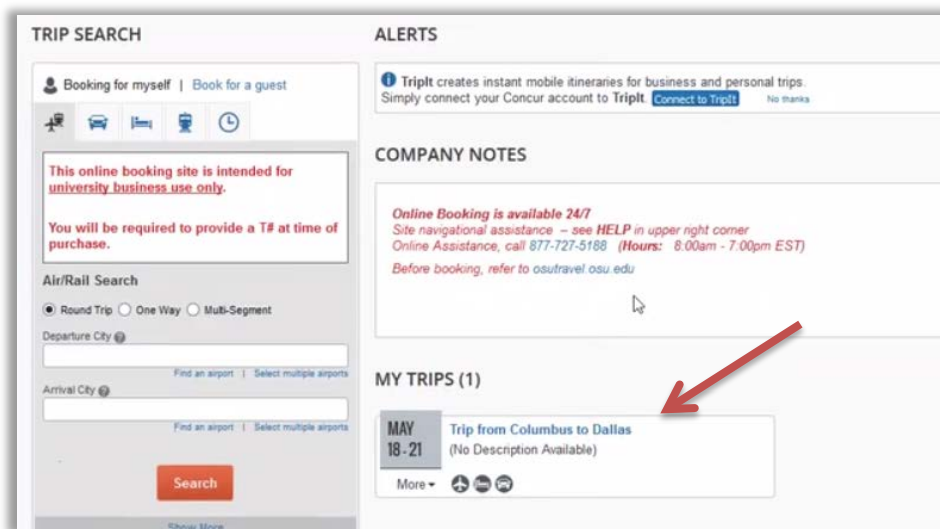 TRIP SEARCH
Booking for myself | Book for a guest
This online booking site is intended for
university business use only.
You will be required to provide a T# at time of
purchase.
Air/Rail Search
Round Trip One Way Multi-Segment
Departure City
Find an airport | Select multiple airports
Arrival City
Find an airport | Select multiple airports
Search
Show More
ALERTS
TripIt creates instant mobile itineraries for business and personal trips.
Simply connect your Concur account to TripIt. Connect to TripIt No thanks
COMPANY NOTES
Online Booking is available 24/7
Site navigational assistance – see HELP in upper right corner
Online Assistance, call 877-727-5188 (Hours: 8:00am - 7:00pm EST)
Before booking, refer to osutravel.osu.edu
MY TRIPS (1)
MAY
18 - 21
Trip from Columbus to Dallas
(No Description Available)
More